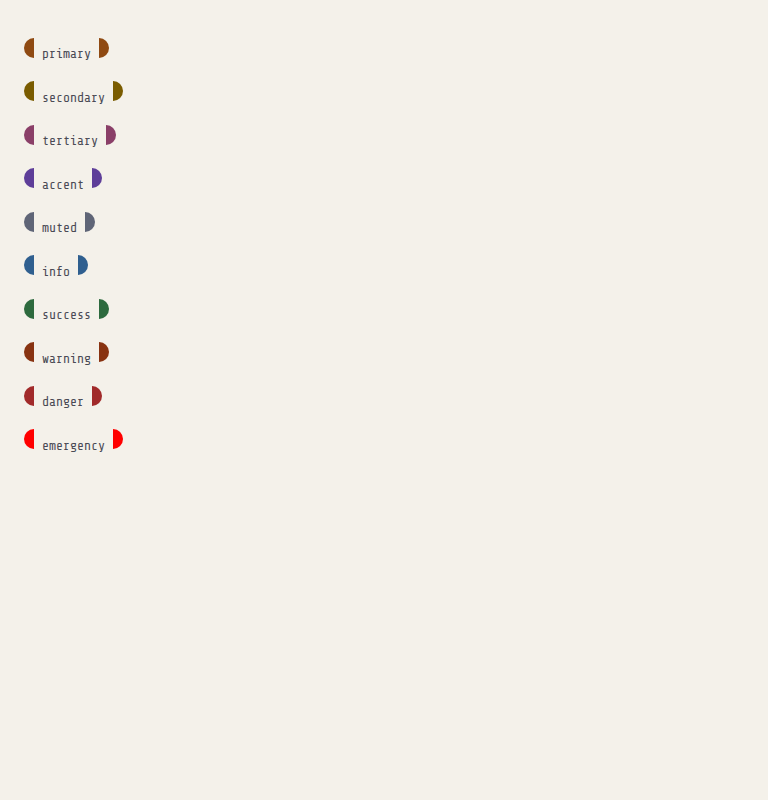 primary
secondary
tertiary
accent
muted
info
success
warning
danger
emergency